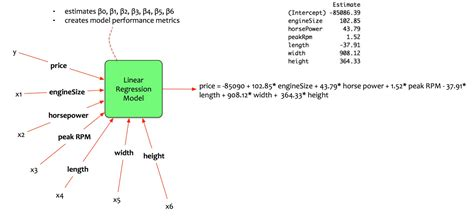 • estimates β0, β1, β2, β3, β4, β5, β6
• creates model performance metrics
Estimate
(Intercept) -85086.39
engineSize 102.85
horsePower 43.79
peakRpm 1.52
length -37.91
width 908.12
height 364.33
y
price
x1
engineSize
x2
horsepower
x3
peak RPM
x4
length
x5
width
x6
height
Linear
Regression
Model
price = -85090 + 102.85* engineSize + 43.79* horse power + 1.52* peak RPM - 37.91*
length + 908.12* width + 364.33* height